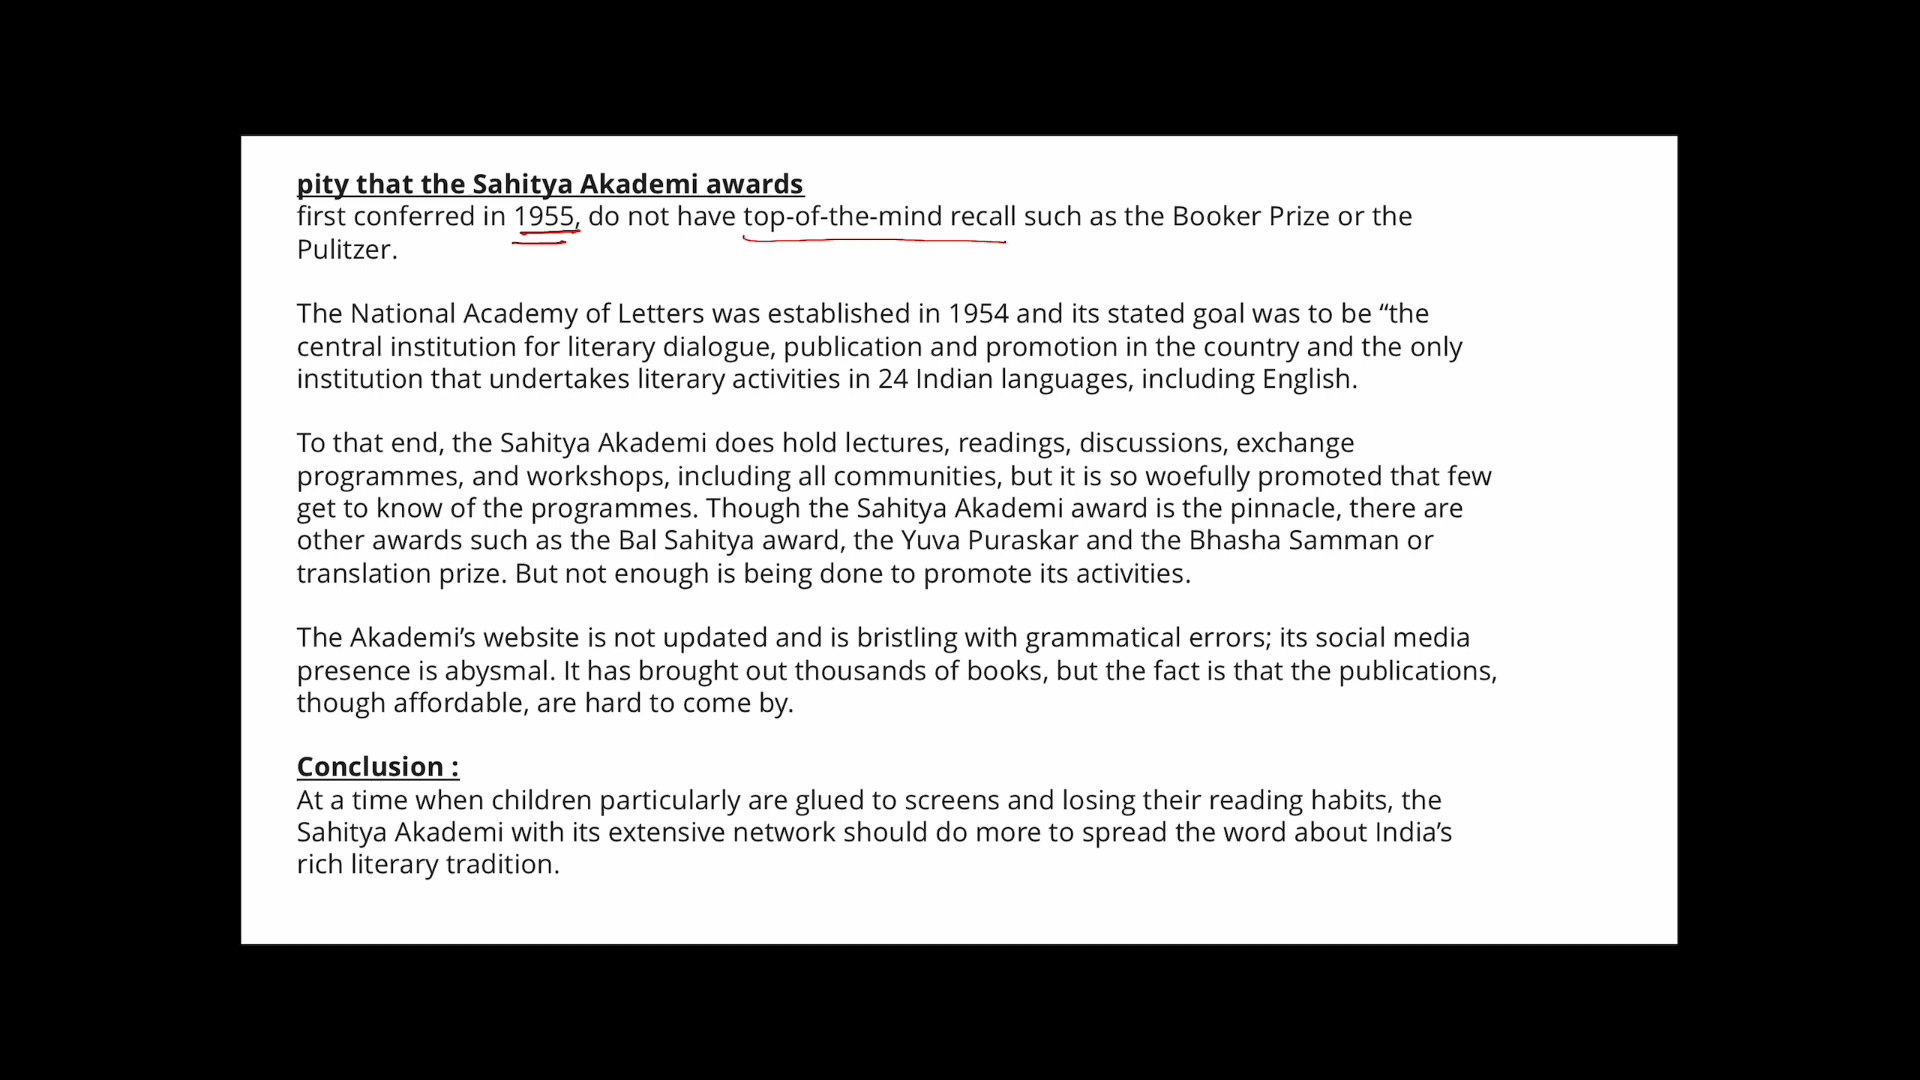 pity that the Sahitya Akademi awards
first conferred in 1955, do not have top-of-the-mind recall such as the Booker Prize or the
Pulitzer.
The National Academy of Letters was established in 1954 and its stated goal was to be “the
central institution for literary dialogue, publication and promotion in the country and the only
institution that undertakes literary activities in 24 Indian languages, including English.
To that end, the Sahitya Akademi does hold lectures, readings, discussions, exchange
programmes, and workshops, including all communities, but it is so woefully promoted that few
get to know of the programmes. Though the Sahitya Akademi award is the pinnacle, there are
other awards such as the Bal Sahitya award, the Yuva Puraskar and the Bhasha Samman or
translation prize. But not enough is being done to promote its activities.
The Akademi’s website is not updated and is bristling with grammatical errors; its social media
presence is abysmal. It has brought out thousands of books, but the fact is that the publications,
though affordable, are hard to come by.
Conclusion :
At a time when children particularly are glued to screens and losing their reading habits, the
Sahitya Akademi with its extensive network should do more to spread the word about India’s
rich literary tradition.